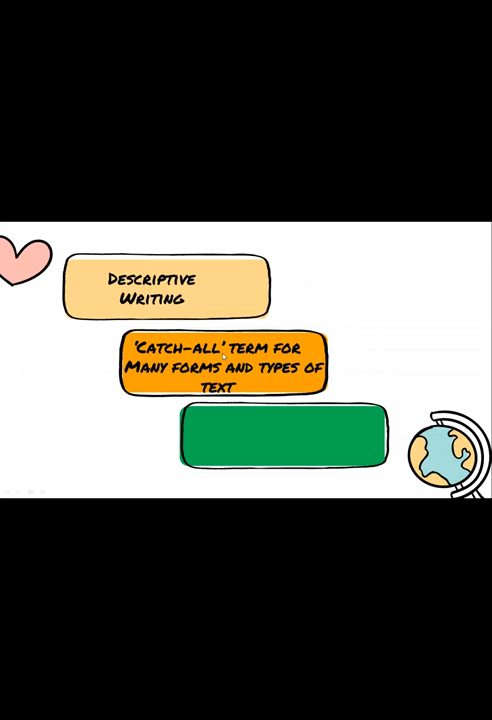 Descriptive
Writing
'Catch-all' term for
Many forms and types of
text